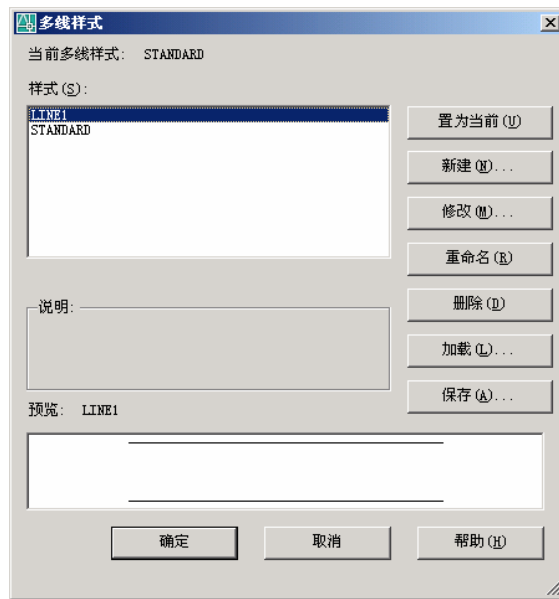 多线样式
当前多线样式: STANDARD
样式(S):
LINE1
STANDARD
置为当前(U)
新建(N)...
修改(M)...
重命名(R)
删除(D)
加载(L)...
保存(A)...
说明:
预览: LINE1
确定
取消
帮助(H)